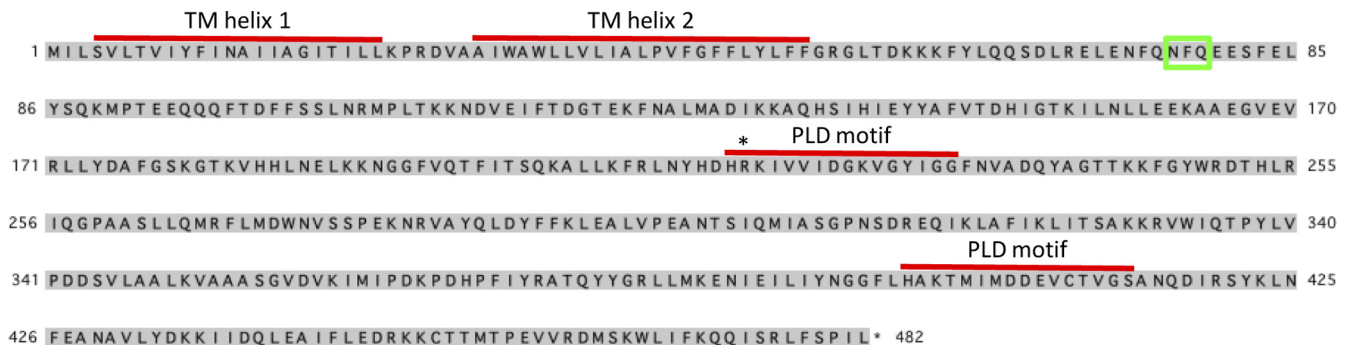 TM helix 1 TM helix 2
1 MILSVLTVIYFINAIIAGITILLKPRDVAAIWAWLLVLIALPVFGFFLYLFFGRGLTDKKKFYLQQSDLRELENFQNFQEESFEL 85
86 YSQKMPTEEQQQFTDFFSSLNRMPLTKKNDVEIFTDGTEKFNALMADIKKAQHSIHIEYYAFVTDHIGTKILNLLEEKAAEGVEV 170
* PLD motif
171 RLLYDAFGSKGTKVHHLNELKKNGGFVQTFITSQKALLKFRLNYHDHRKIVVIDGKVGYIGGFNVADQYAGTTKKFGYWRDTHLR 255
256 IQGPAASLLQMRFLMDWNVSSPEKNRVAYQLDYFFKLEALVPEANTSIQMIASGPNSDREQIKLAFIKLITSAKKRVWIQTPYLV 340
PLD motif
341 PDDSVLAALKVAAASGVDVKIMIPDKPDHPFIYRATQYYGRLLMKENIEILIYNGGFLHAKTMIMDDEVCTVGSANQDIRSYKLN 425
426 FEANAVLYDKKIIDQLEAIFLEDRKKCTTMTPEVVRDMSKWLIFKQQISRLFSPIL* 482